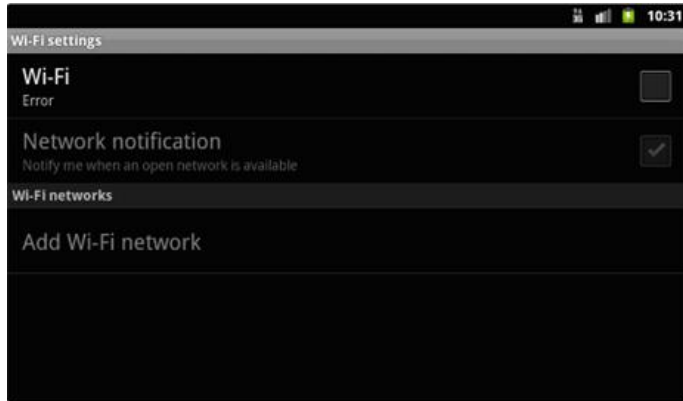 10:31
Wi-Fi settings
Wi-Fi
Error
Network notification
Notify me when an open network is available
Wi-Fi networks
Add Wi-Fi network